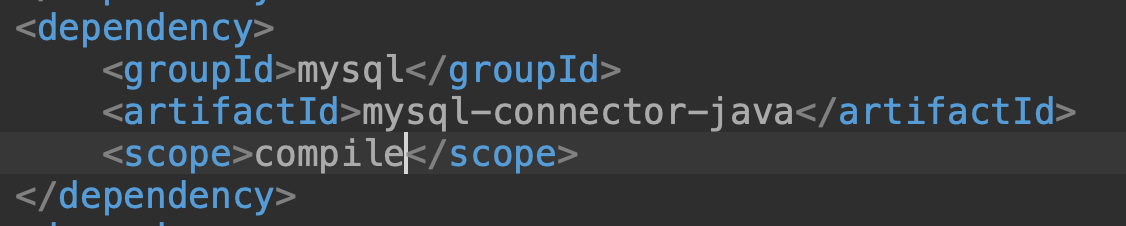 <dependency>
<groupId>mysql</groupId>
<artifactId>mysql-connector-java</artifactId>
<scope>compile</scope>
</dependency>